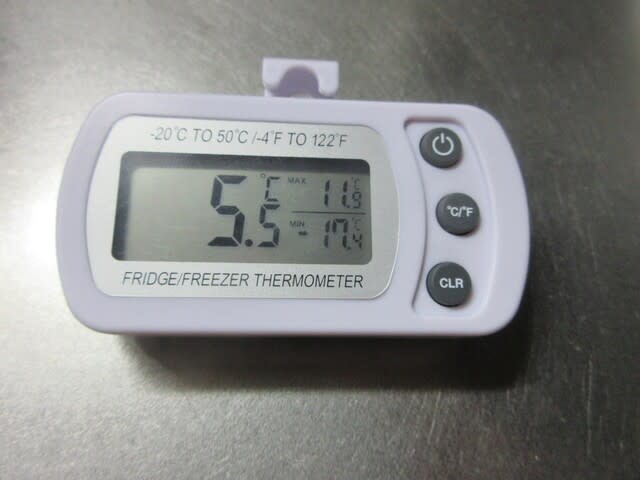 -20°C TO 50°C /-4°F TO 122°F
5.5 °C
MAX 11.9 °C
MIN -17.4 °C
FRIDGE/FREEZER THERMOMETER
°C/°F
CLR